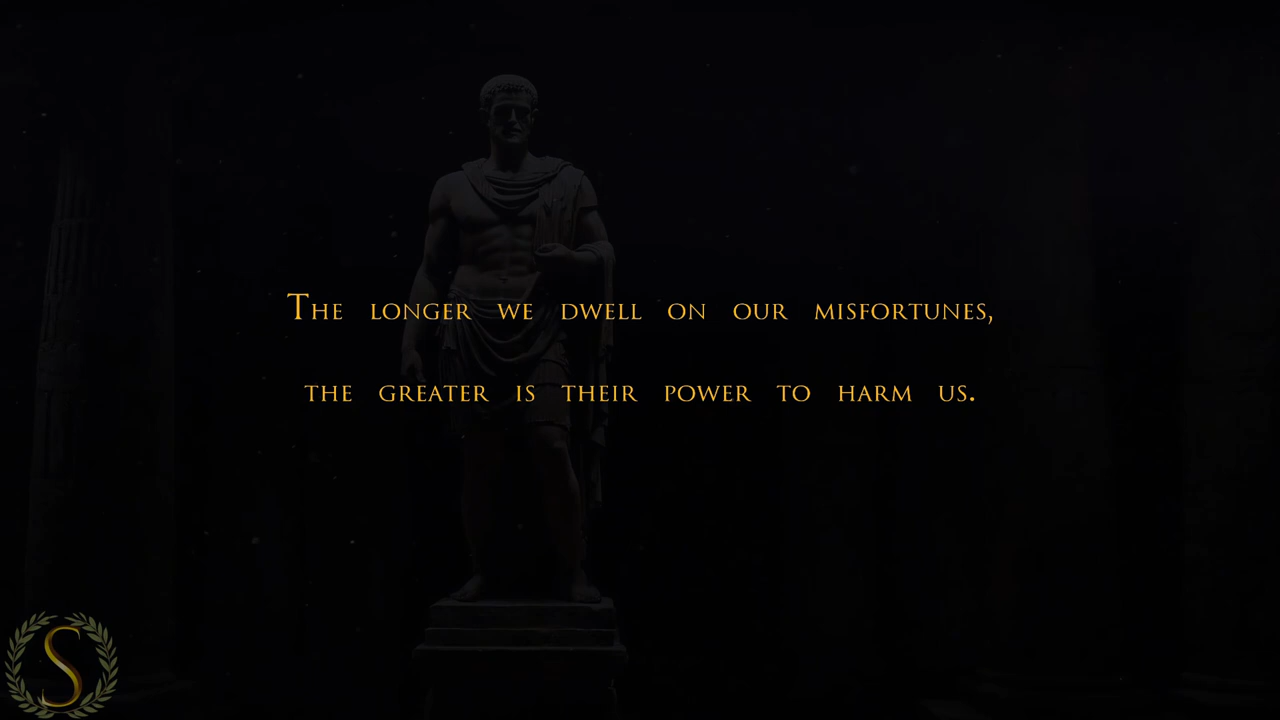 The longer we dwell on our misfortunes,
the greater is their power to harm us.
S